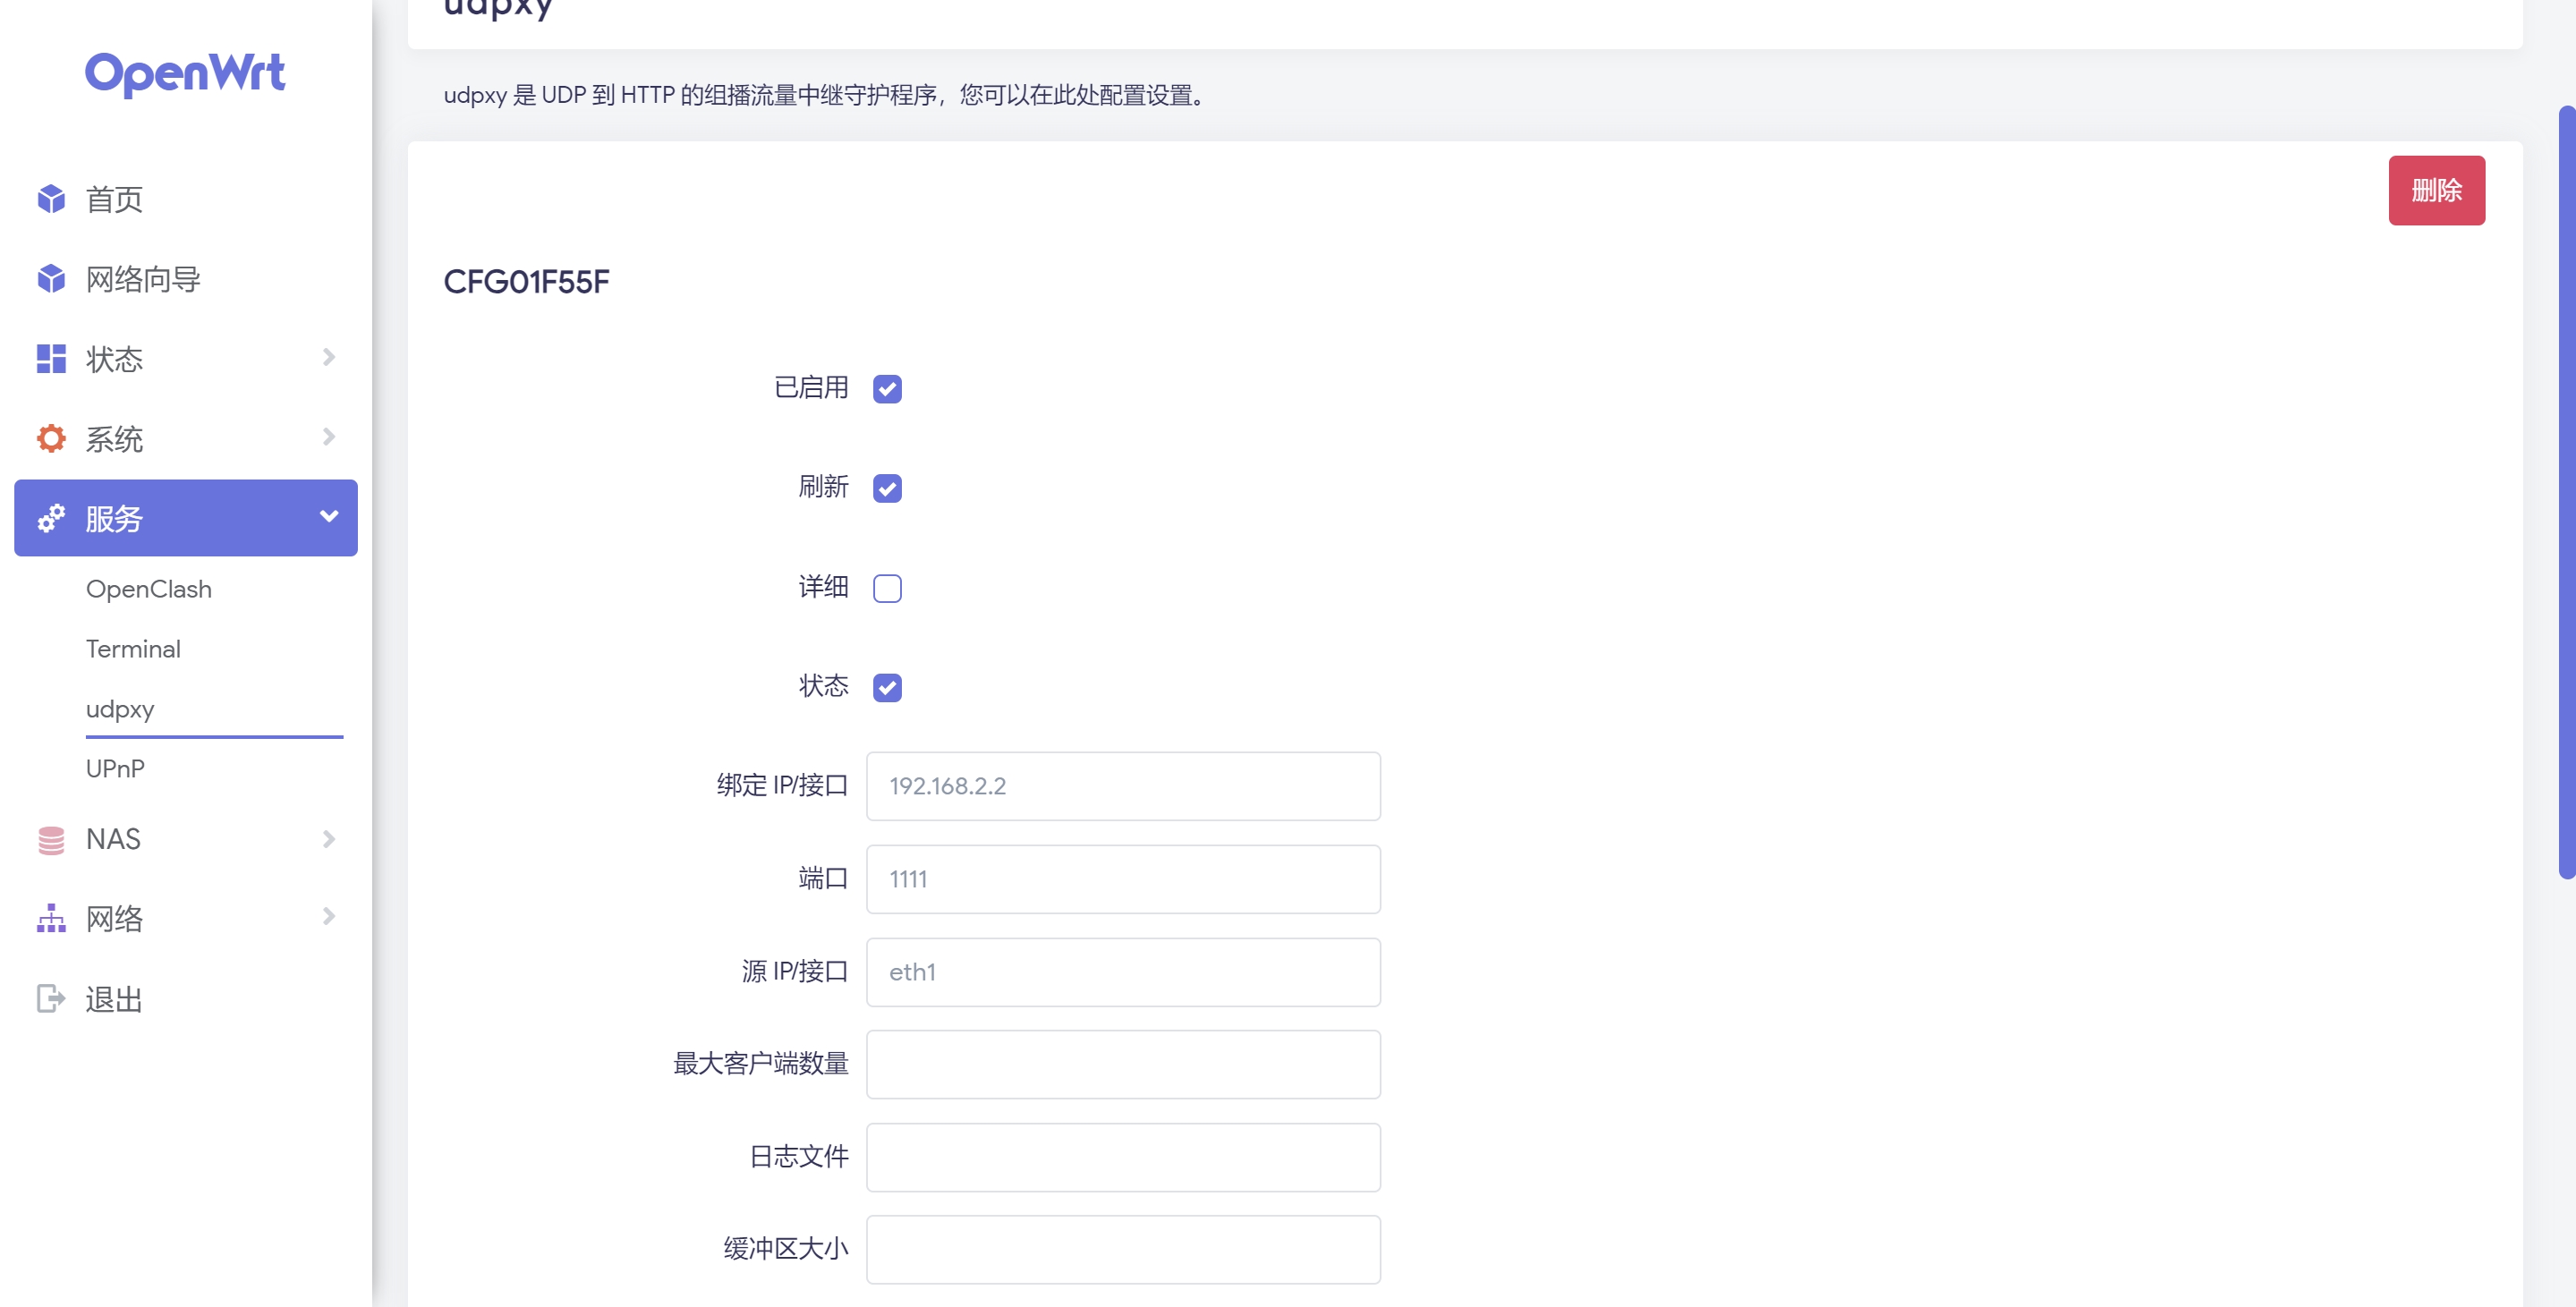 OpenWrt
首页
网络向导
状态
系统
服务
OpenClash
Terminal
udpxy
UPnP
NAS
网络
退出
udpxy
udpxy 是 UDP 到 HTTP 的组播流量中继守护程序，您可以在此处配置设置。
删除
CFG01F55F
已启用
刷新
详细
状态
绑定 IP/接口 192.168.2.2
端口 1111
源 IP/接口 eth1
最大客户端数量
日志文件
缓冲区大小